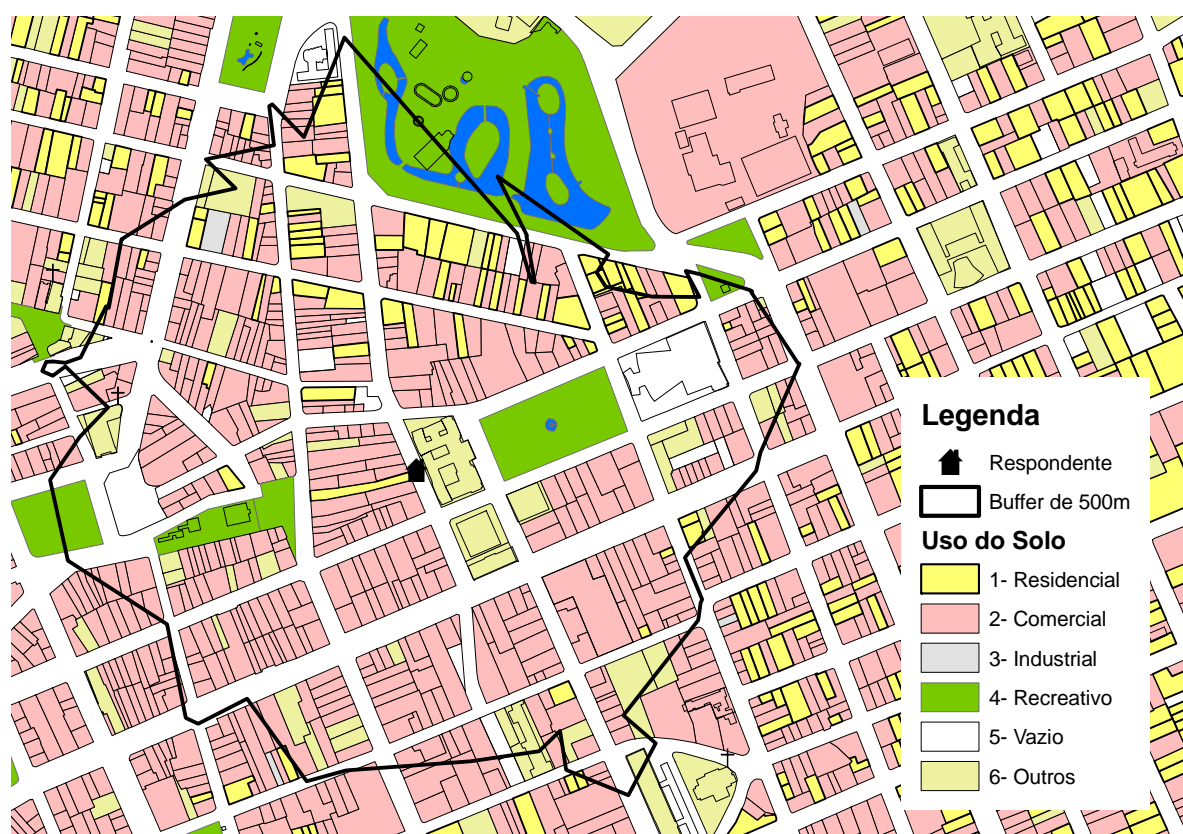 Legenda
Respondente
Buffer de 500m
Uso do Solo
1- Residencial
2- Comercial
3- Industrial
4- Recreativo
5- Vazio
6- Outros